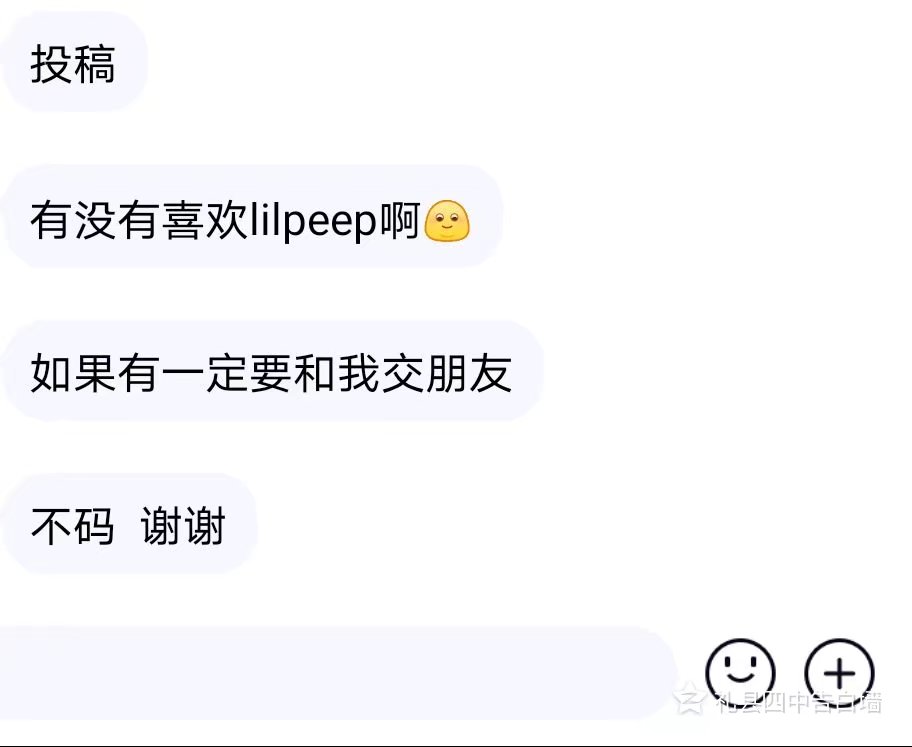 投稿
有没有喜欢lilpeep啊
如果有一定要和我交朋友
不码 谢谢
礼县四中告白墙